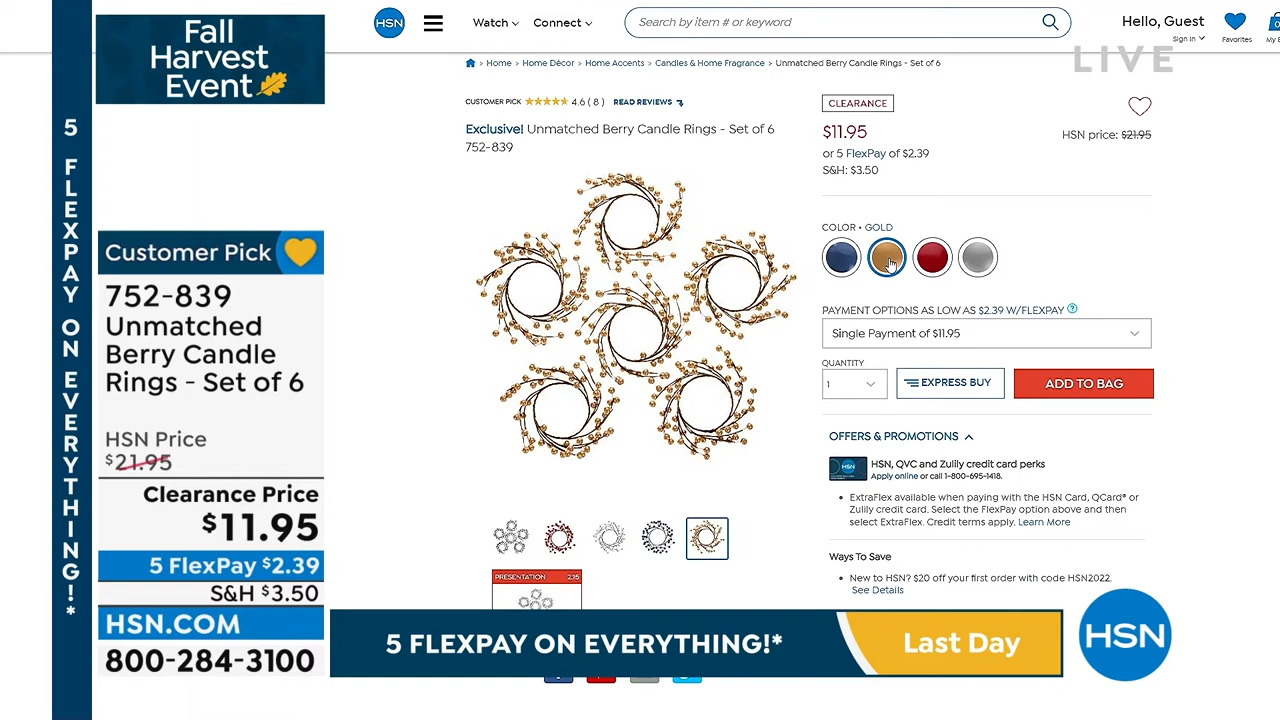 5 FLEXPAY ON EVERYTHING!*
Fall
Harvest
Event
Customer Pick
752-839
Unmatched
Berry Candle
Rings - Set of 6
HSN Price
$21.95
Clearance Price
$11.95
5 FlexPay $2.39
S&H $3.50
HSN.COM
800-284-3100
HSN
Watch
Connect
Search by item # or keyword
Hello, Guest
Sign In
Favorites
0
LIVE
> Home > Home Décor > Home Accents > Candles & Home Fragrance > Unmatched Berry Candle Rings - Set of 6
CUSTOMER PICK 4.6 ( 8 ) READ REVIEWS
Exclusive! Unmatched Berry Candle Rings - Set of 6
752-839
CLEARANCE
$11.95
HSN price: $21.95
or 5 FlexPay of $2.39
S&H: $3.50
COLOR • GOLD
PAYMENT OPTIONS AS LOW AS $2.39 W/FLEXPAY ?
Single Payment of $11.95
QUANTITY
1
EXPRESS BUY
ADD TO BAG
OFFERS & PROMOTIONS
HSN
HSN, QVC and Zulily credit card perks
Apply online or call 1-800-695-1418.
• ExtraFlex available when paying with the HSN Card, QCard® or
Zulily credit card. Select the FlexPay option above and then
select ExtraFlex. Credit terms apply. Learn More
Ways To Save
• New to HSN? $20 off your first order with code HSN2022.
See Details
PRESENTATION 2:15
5 FLEXPAY ON EVERYTHING!*
Last Day
HSN